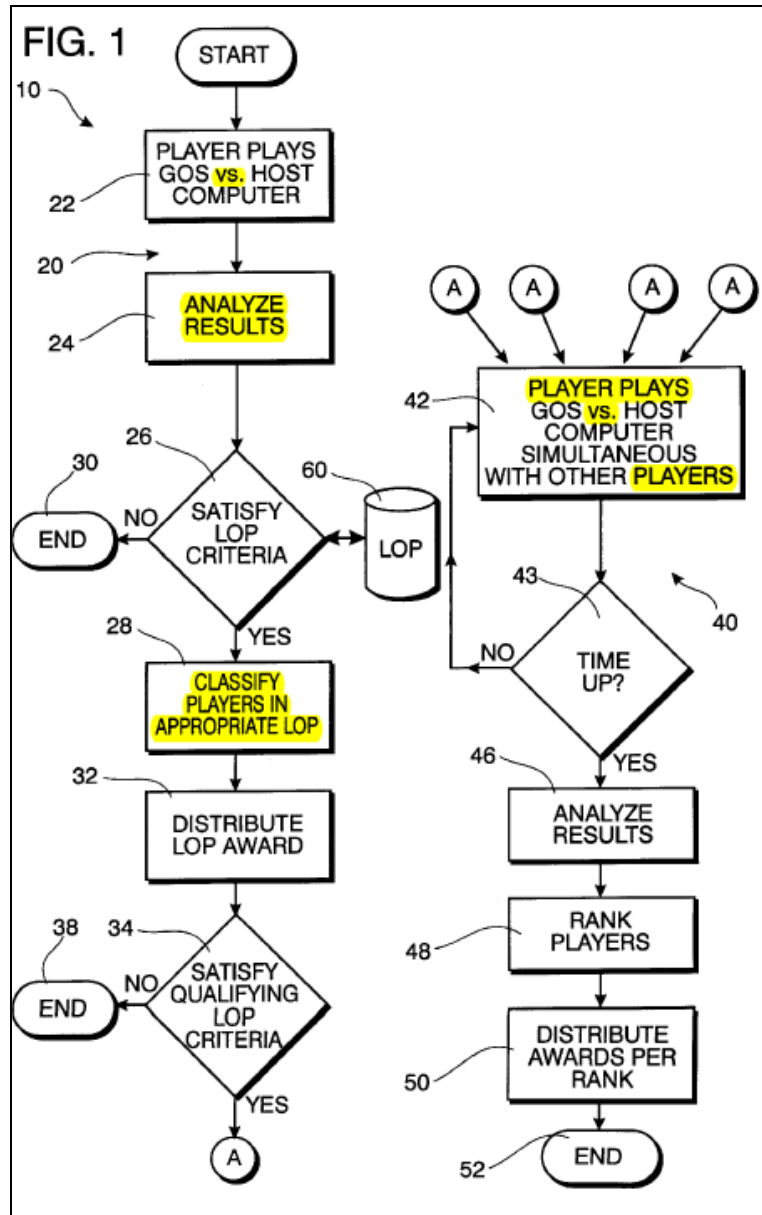 FIG. 1
START
10
PLAYER PLAYS
GOS vs. HOST
COMPUTER
22
20
ANALYZE
RESULTS
24
26
30
NO
END
SATISFY
LOP
CRITERIA
60
LOP
YES
28
CLASSIFY
PLAYERS IN
APPROPRIATE LOP
32
DISTRIBUTE
LOP AWARD
34
38
NO
END
SATISFY
QUALIFYING
LOP
CRITERIA
YES
A
A
A
A
A
42
PLAYER PLAYS
GOS vs. HOST
COMPUTER
SIMULTANEOUS
WITH OTHER PLAYERS
43
40
NO
TIME
UP?
YES
46
ANALYZE
RESULTS
48
RANK
PLAYERS
50
DISTRIBUTE
AWARDS PER
RANK
52
END